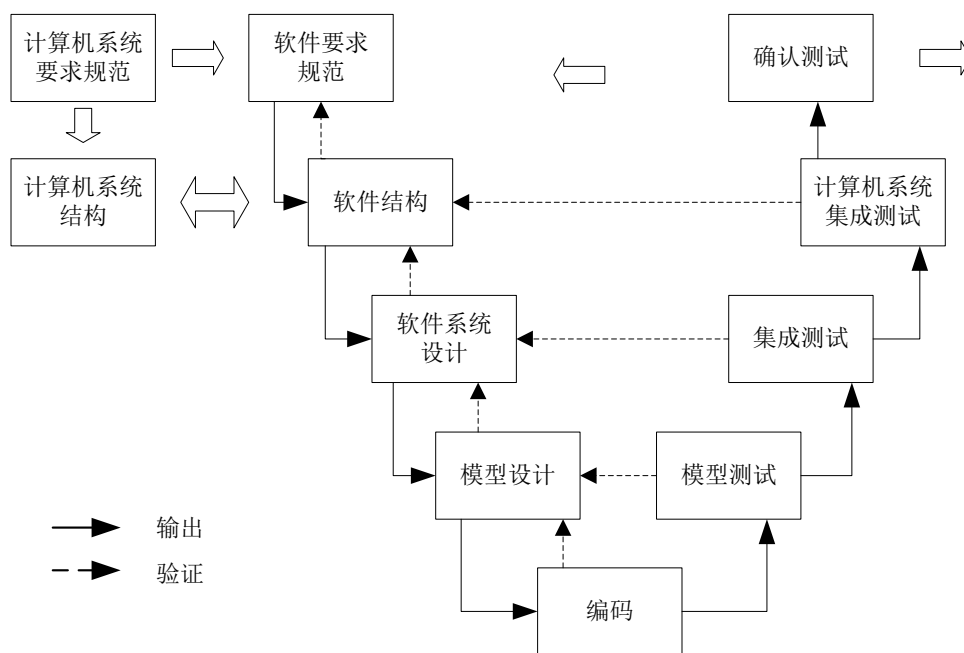 计算机系统
要求规范
软件要求
规范
确认测试
计算机系统
结构
软件结构
计算机系统
集成测试
软件系统
设计
集成测试
模型设计
模型测试
输出
验证
编码